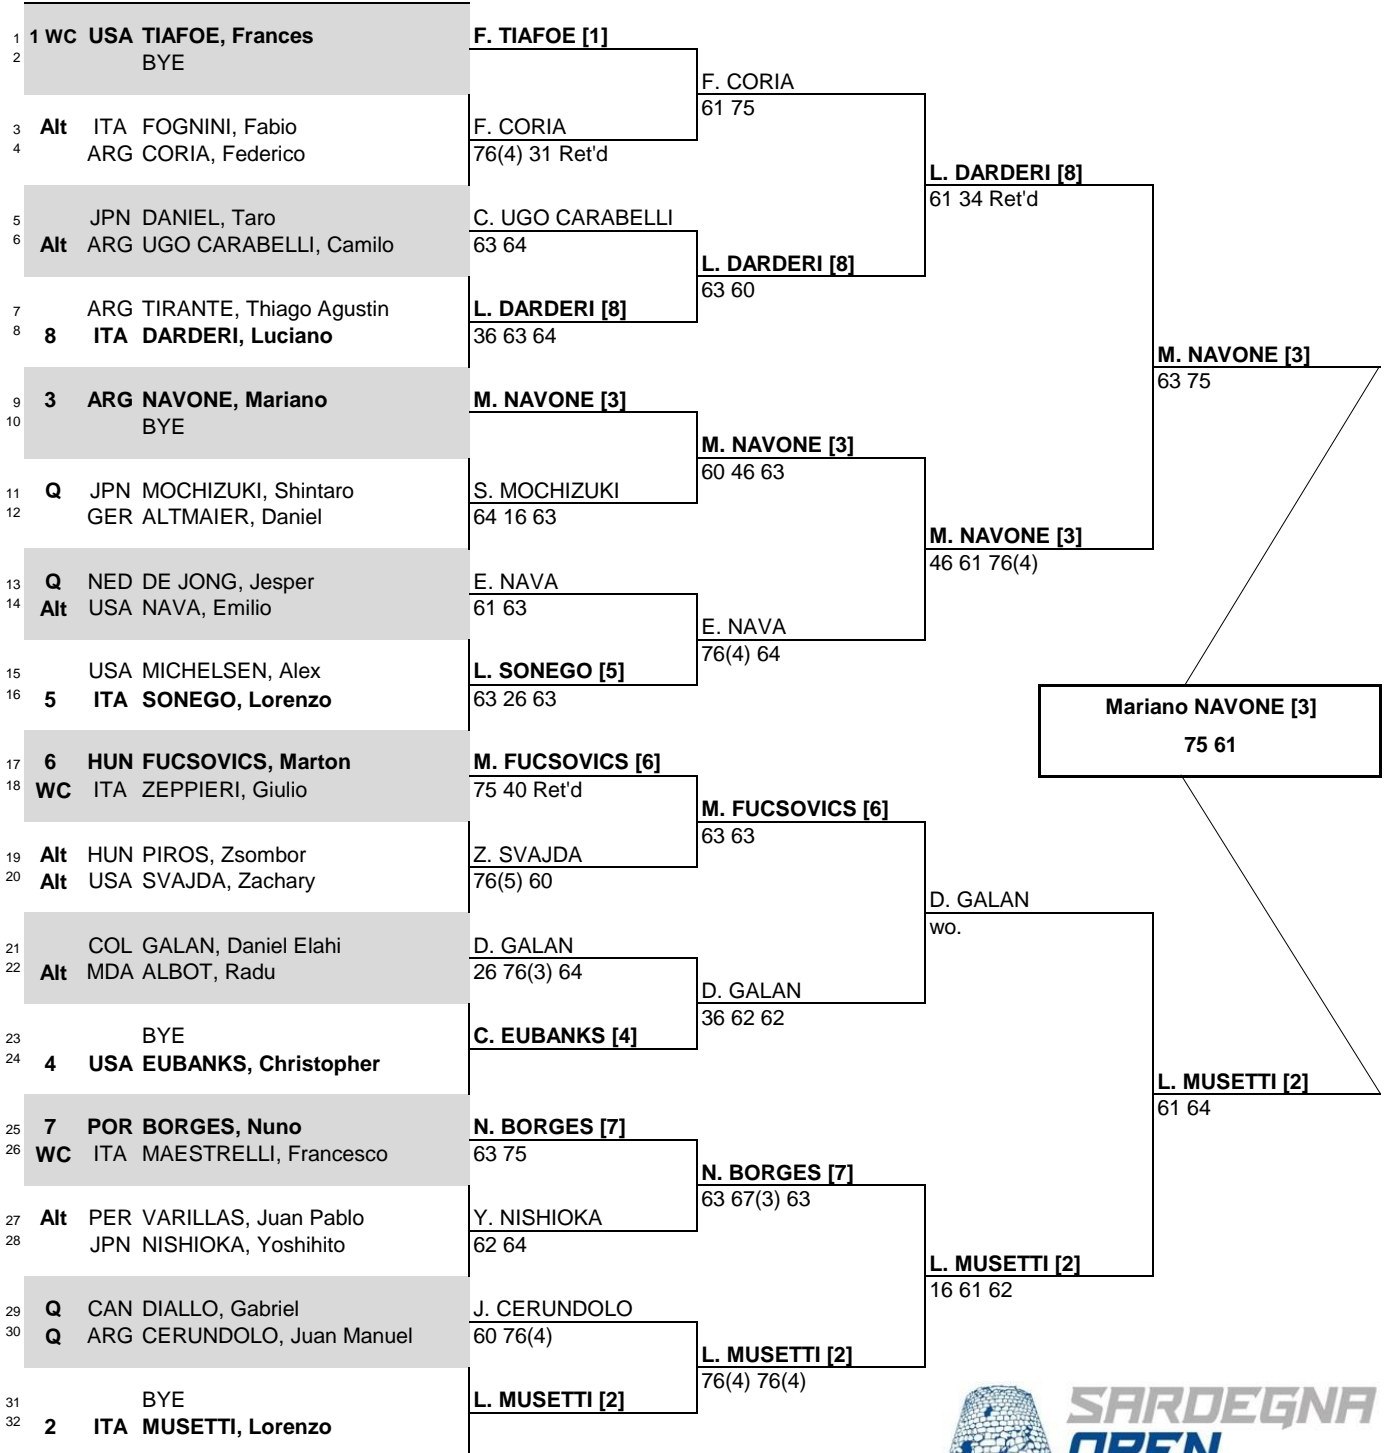 1 1 WC USA TIAFOE, Frances
2 BYE
3 Alt ITA FOGNINI, Fabio
4 ARG CORIA, Federico
5 JPN DANIEL, Taro
6 Alt ARG UGO CARABELLI, Camilo
7 ARG TIRANTE, Thiago Agustin
8 8 ITA DARDERI, Luciano
9 3 ARG NAVONE, Mariano
10 BYE
11 Q JPN MOCHIZUKI, Shintaro
12 GER ALTMAIER, Daniel
13 Q NED DE JONG, Jesper
14 Alt USA NAVA, Emilio
15 USA MICHELSEN, Alex
16 5 ITA SONEGO, Lorenzo
17 6 HUN FUCSOVICS, Marton
18 WC ITA ZEPPIERI, Giulio
19 Alt HUN PIROS, Zsombor
20 Alt USA SVAJDA, Zachary
21 COL GALAN, Daniel Elahi
22 Alt MDA ALBOT, Radu
23 BYE
24 4 USA EUBANKS, Christopher
25 7 POR BORGES, Nuno
26 WC ITA MAESTRELLI, Francesco
27 Alt PER VARILLAS, Juan Pablo
28 JPN NISHIOKA, Yoshihito
29 Q CAN DIALLO, Gabriel
30 Q ARG CERUNDOLO, Juan Manuel
31 BYE
32 2 ITA MUSETTI, Lorenzo
F. TIAFOE [1]
F. CORIA
76(4) 31 Ret'd
C. UGO CARABELLI
63 64
L. DARDERI [8]
36 63 64
M. NAVONE [3]
S. MOCHIZUKI
64 16 63
E. NAVA
61 63
L. SONEGO [5]
63 26 63
M. FUCSOVICS [6]
75 40 Ret'd
Z. SVAJDA
76(5) 60
D. GALAN
26 76(3) 64
C. EUBANKS [4]
N. BORGES [7]
63 75
Y. NISHIOKA
62 64
J. CERUNDOLO
60 76(4)
L. MUSETTI [2]
F. CORIA
61 75
L. DARDERI [8]
63 60
M. NAVONE [3]
60 46 63
E. NAVA
76(4) 64
M. FUCSOVICS [6]
63 63
D. GALAN
36 62 62
N. BORGES [7]
63 67(3) 63
L. MUSETTI [2]
76(4) 76(4)
L. DARDERI [8]
61 34 Ret'd
M. NAVONE [3]
46 61 76(4)
D. GALAN
wo.
L. MUSETTI [2]
16 61 62
M. NAVONE [3]
63 75
L. MUSETTI [2]
61 64
Mariano NAVONE [3]
75 61
SARDEGNA
OPEN